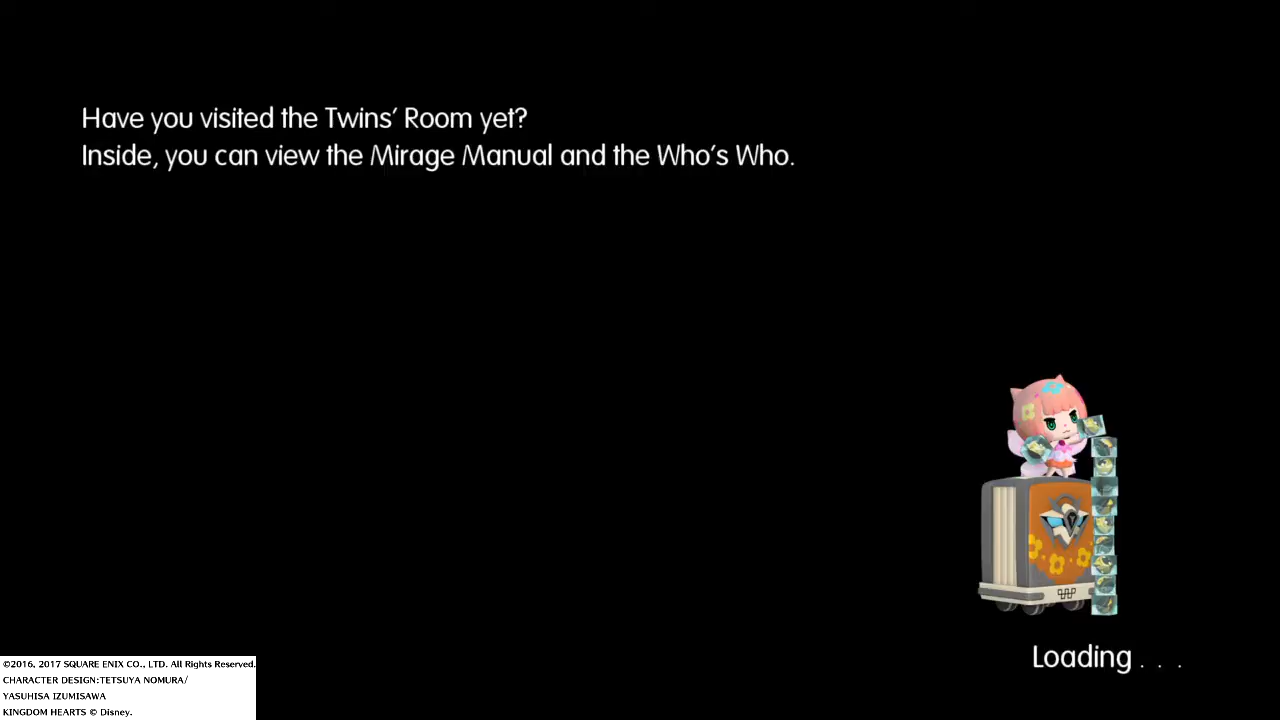 Have you visited the Twins' Room yet?
Inside, you can view the Mirage Manual and the Who's Who.
Loading . . .
©2016, 2017 SQUARE ENIX CO., LTD. All Rights Reserved.
CHARACTER DESIGN:TETSUYA NOMURA/
YASUHISA IZUMISAWA
KINGDOM HEARTS © Disney.